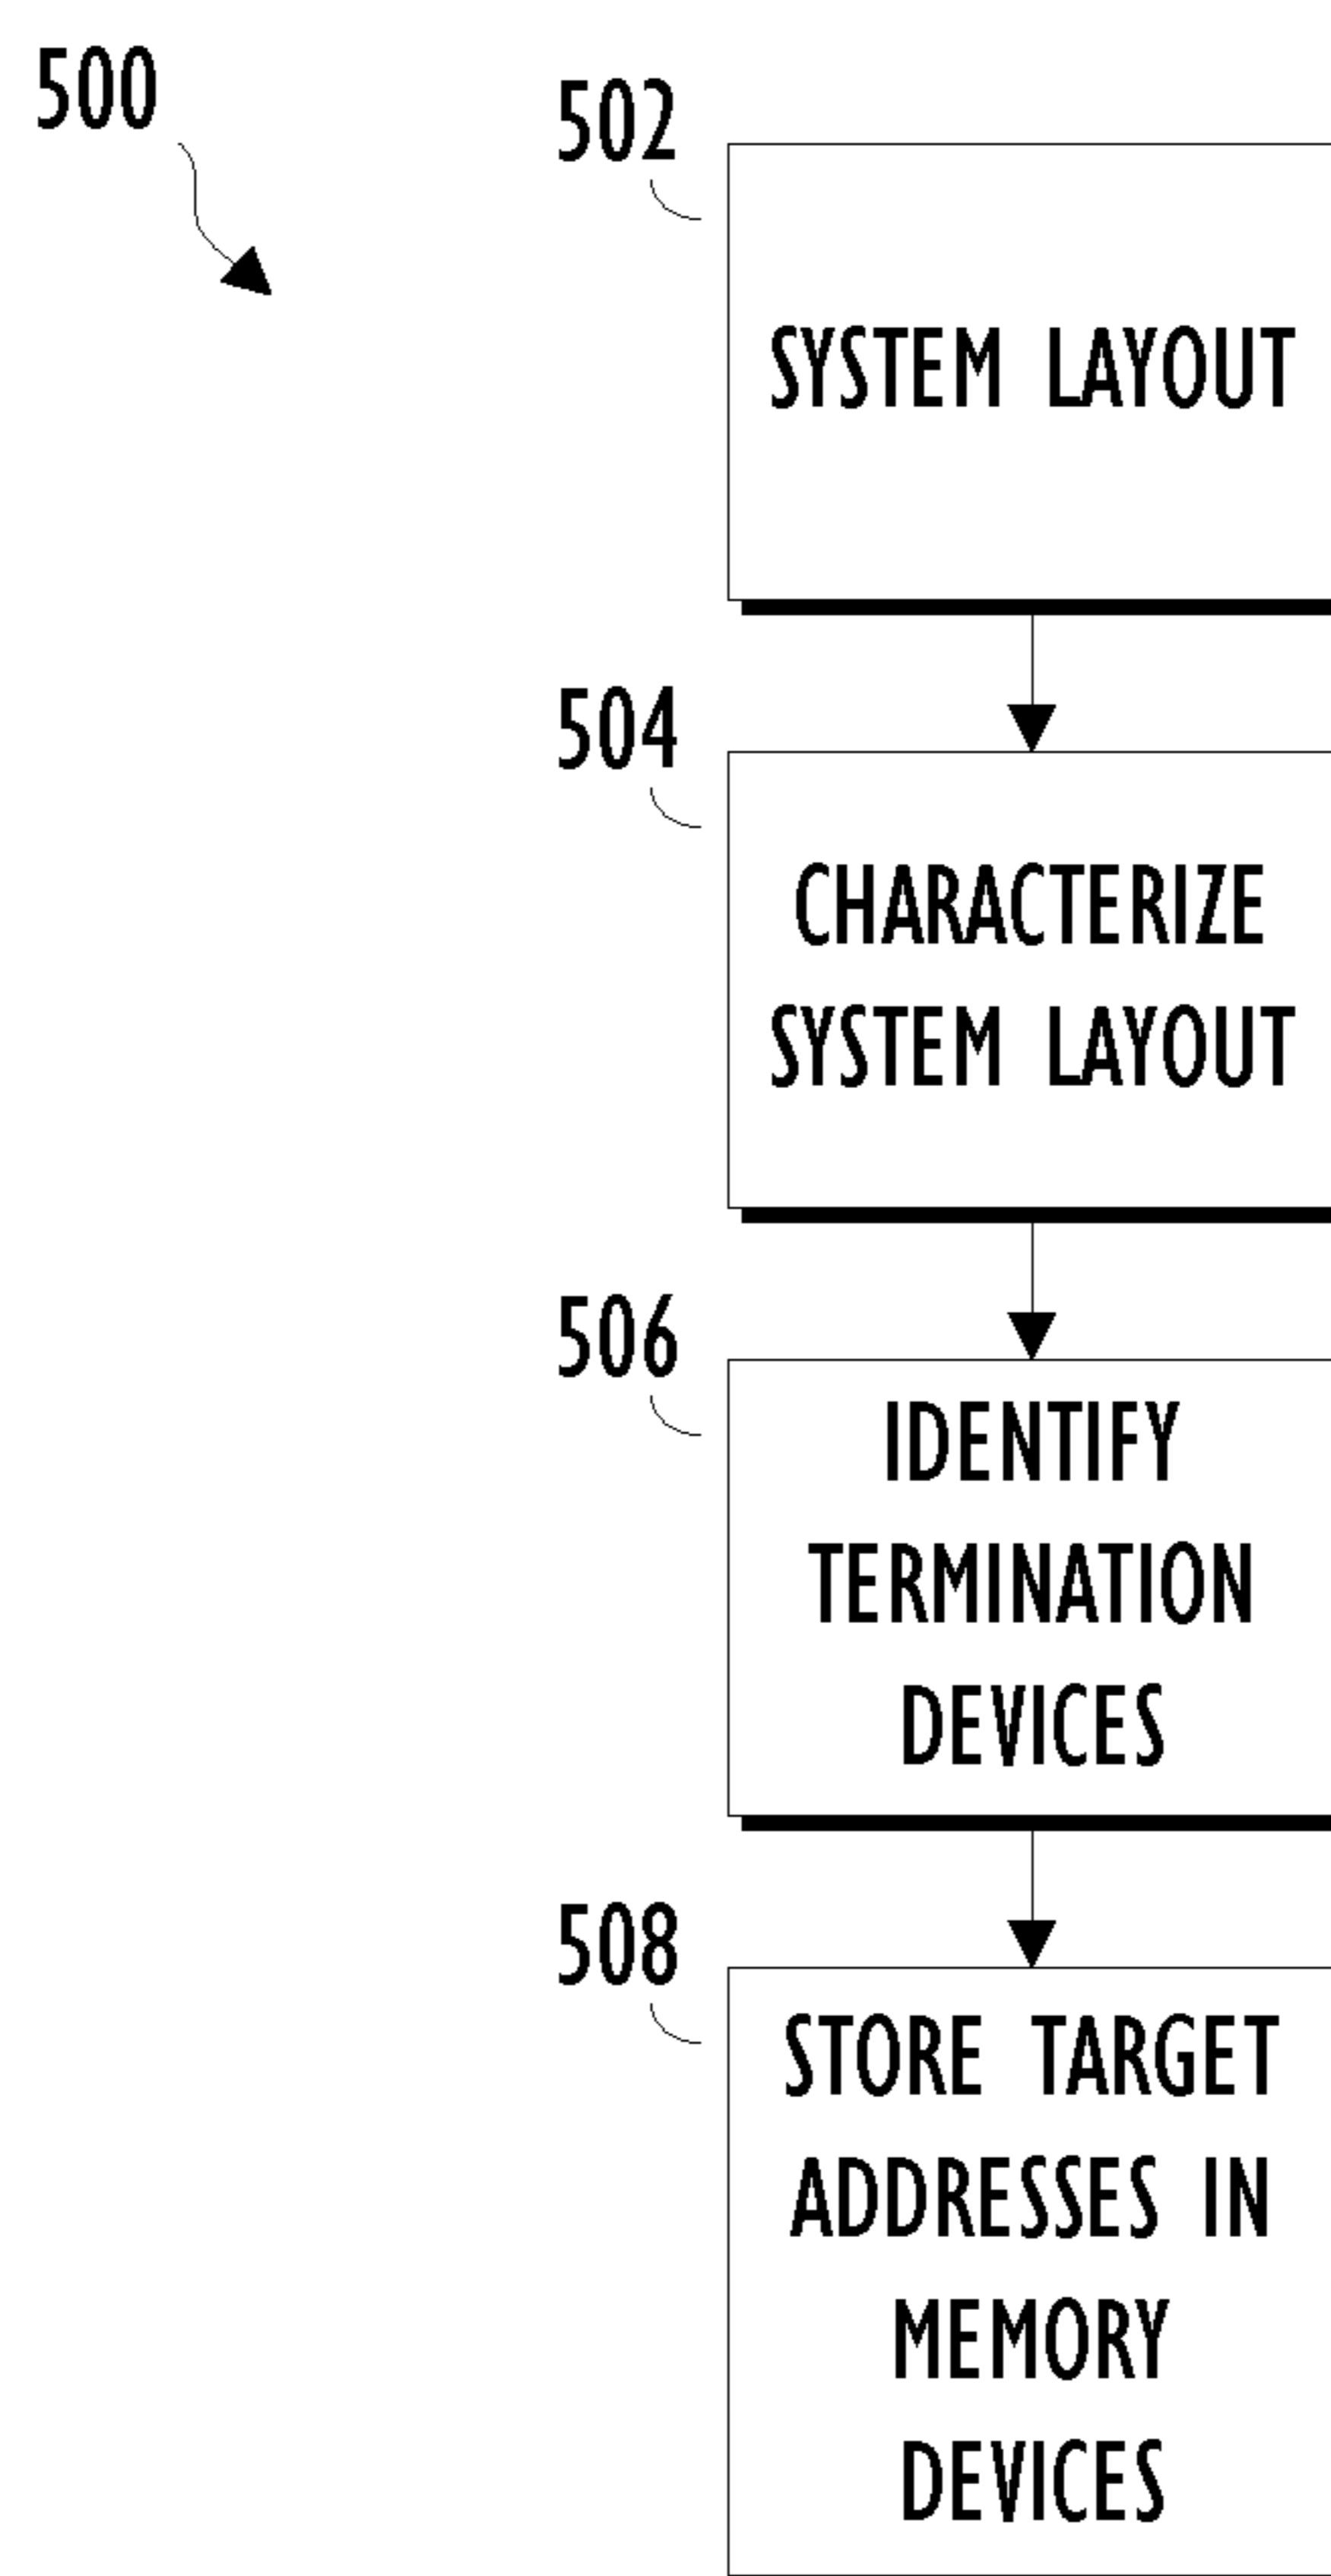 500
502
SYSTEM LAYOUT
504
CHARACTERIZE
SYSTEM LAYOUT
506
IDENTIFY
TERMINATION
DEVICES
508
STORE TARGET
ADDRESSES IN
MEMORY
DEVICES